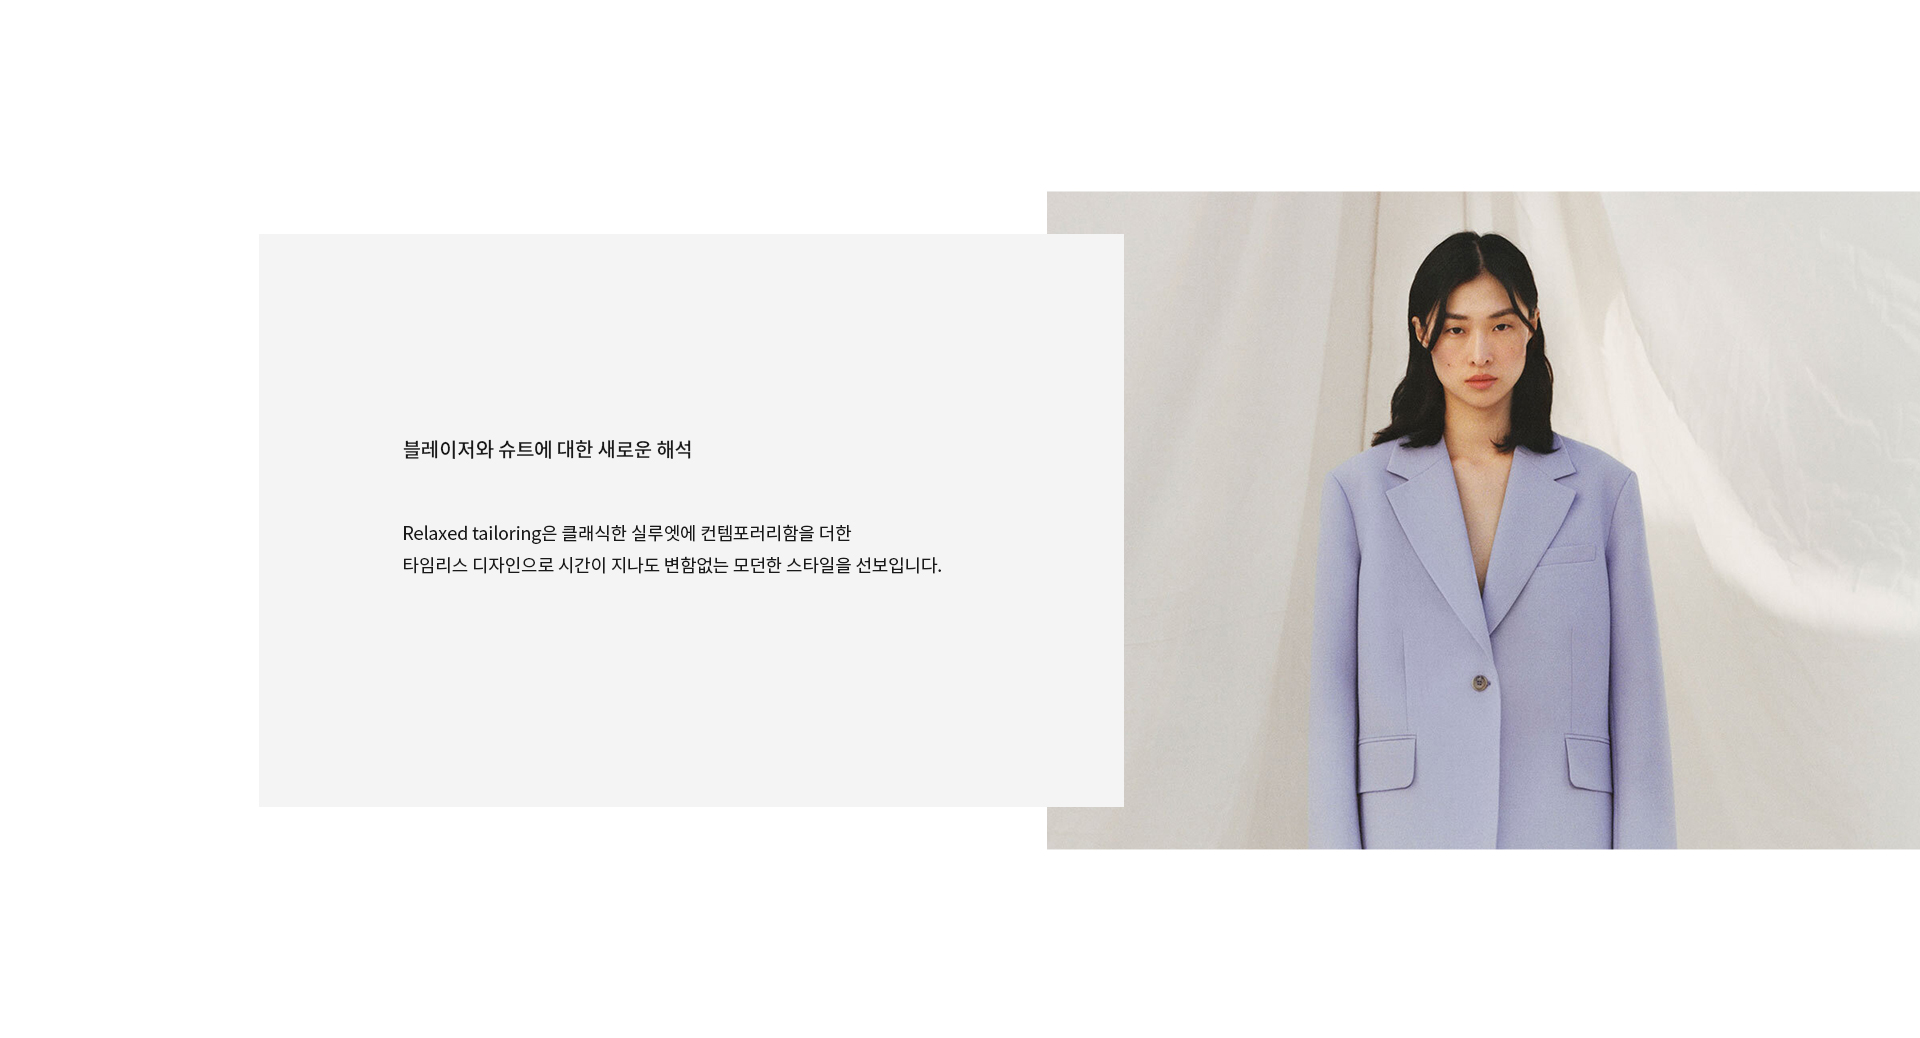 블레이저와 슈트에 대한 새로운 해석
Relaxed tailoring은 클래식한 실루엣에 컨템포러리함을 더한
타임리스 디자인으로 시간이 지나도 변함없는 모던한 스타일을 선보입니다.